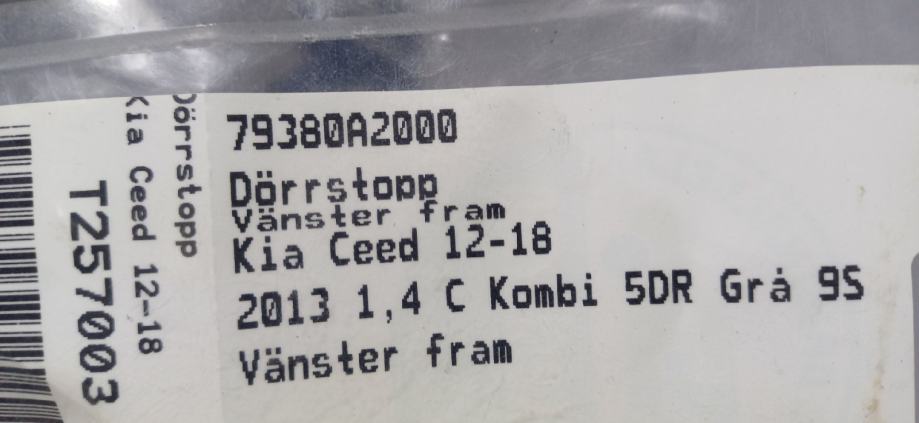 79380A2000
Dörrstopp
Vänster fram
Kia Ceed 12-18
2013 1,4 C Kombi 5DR Grå 9S
Vänster fram
Dörrstopp
Kia Ceed 12-18
T257003